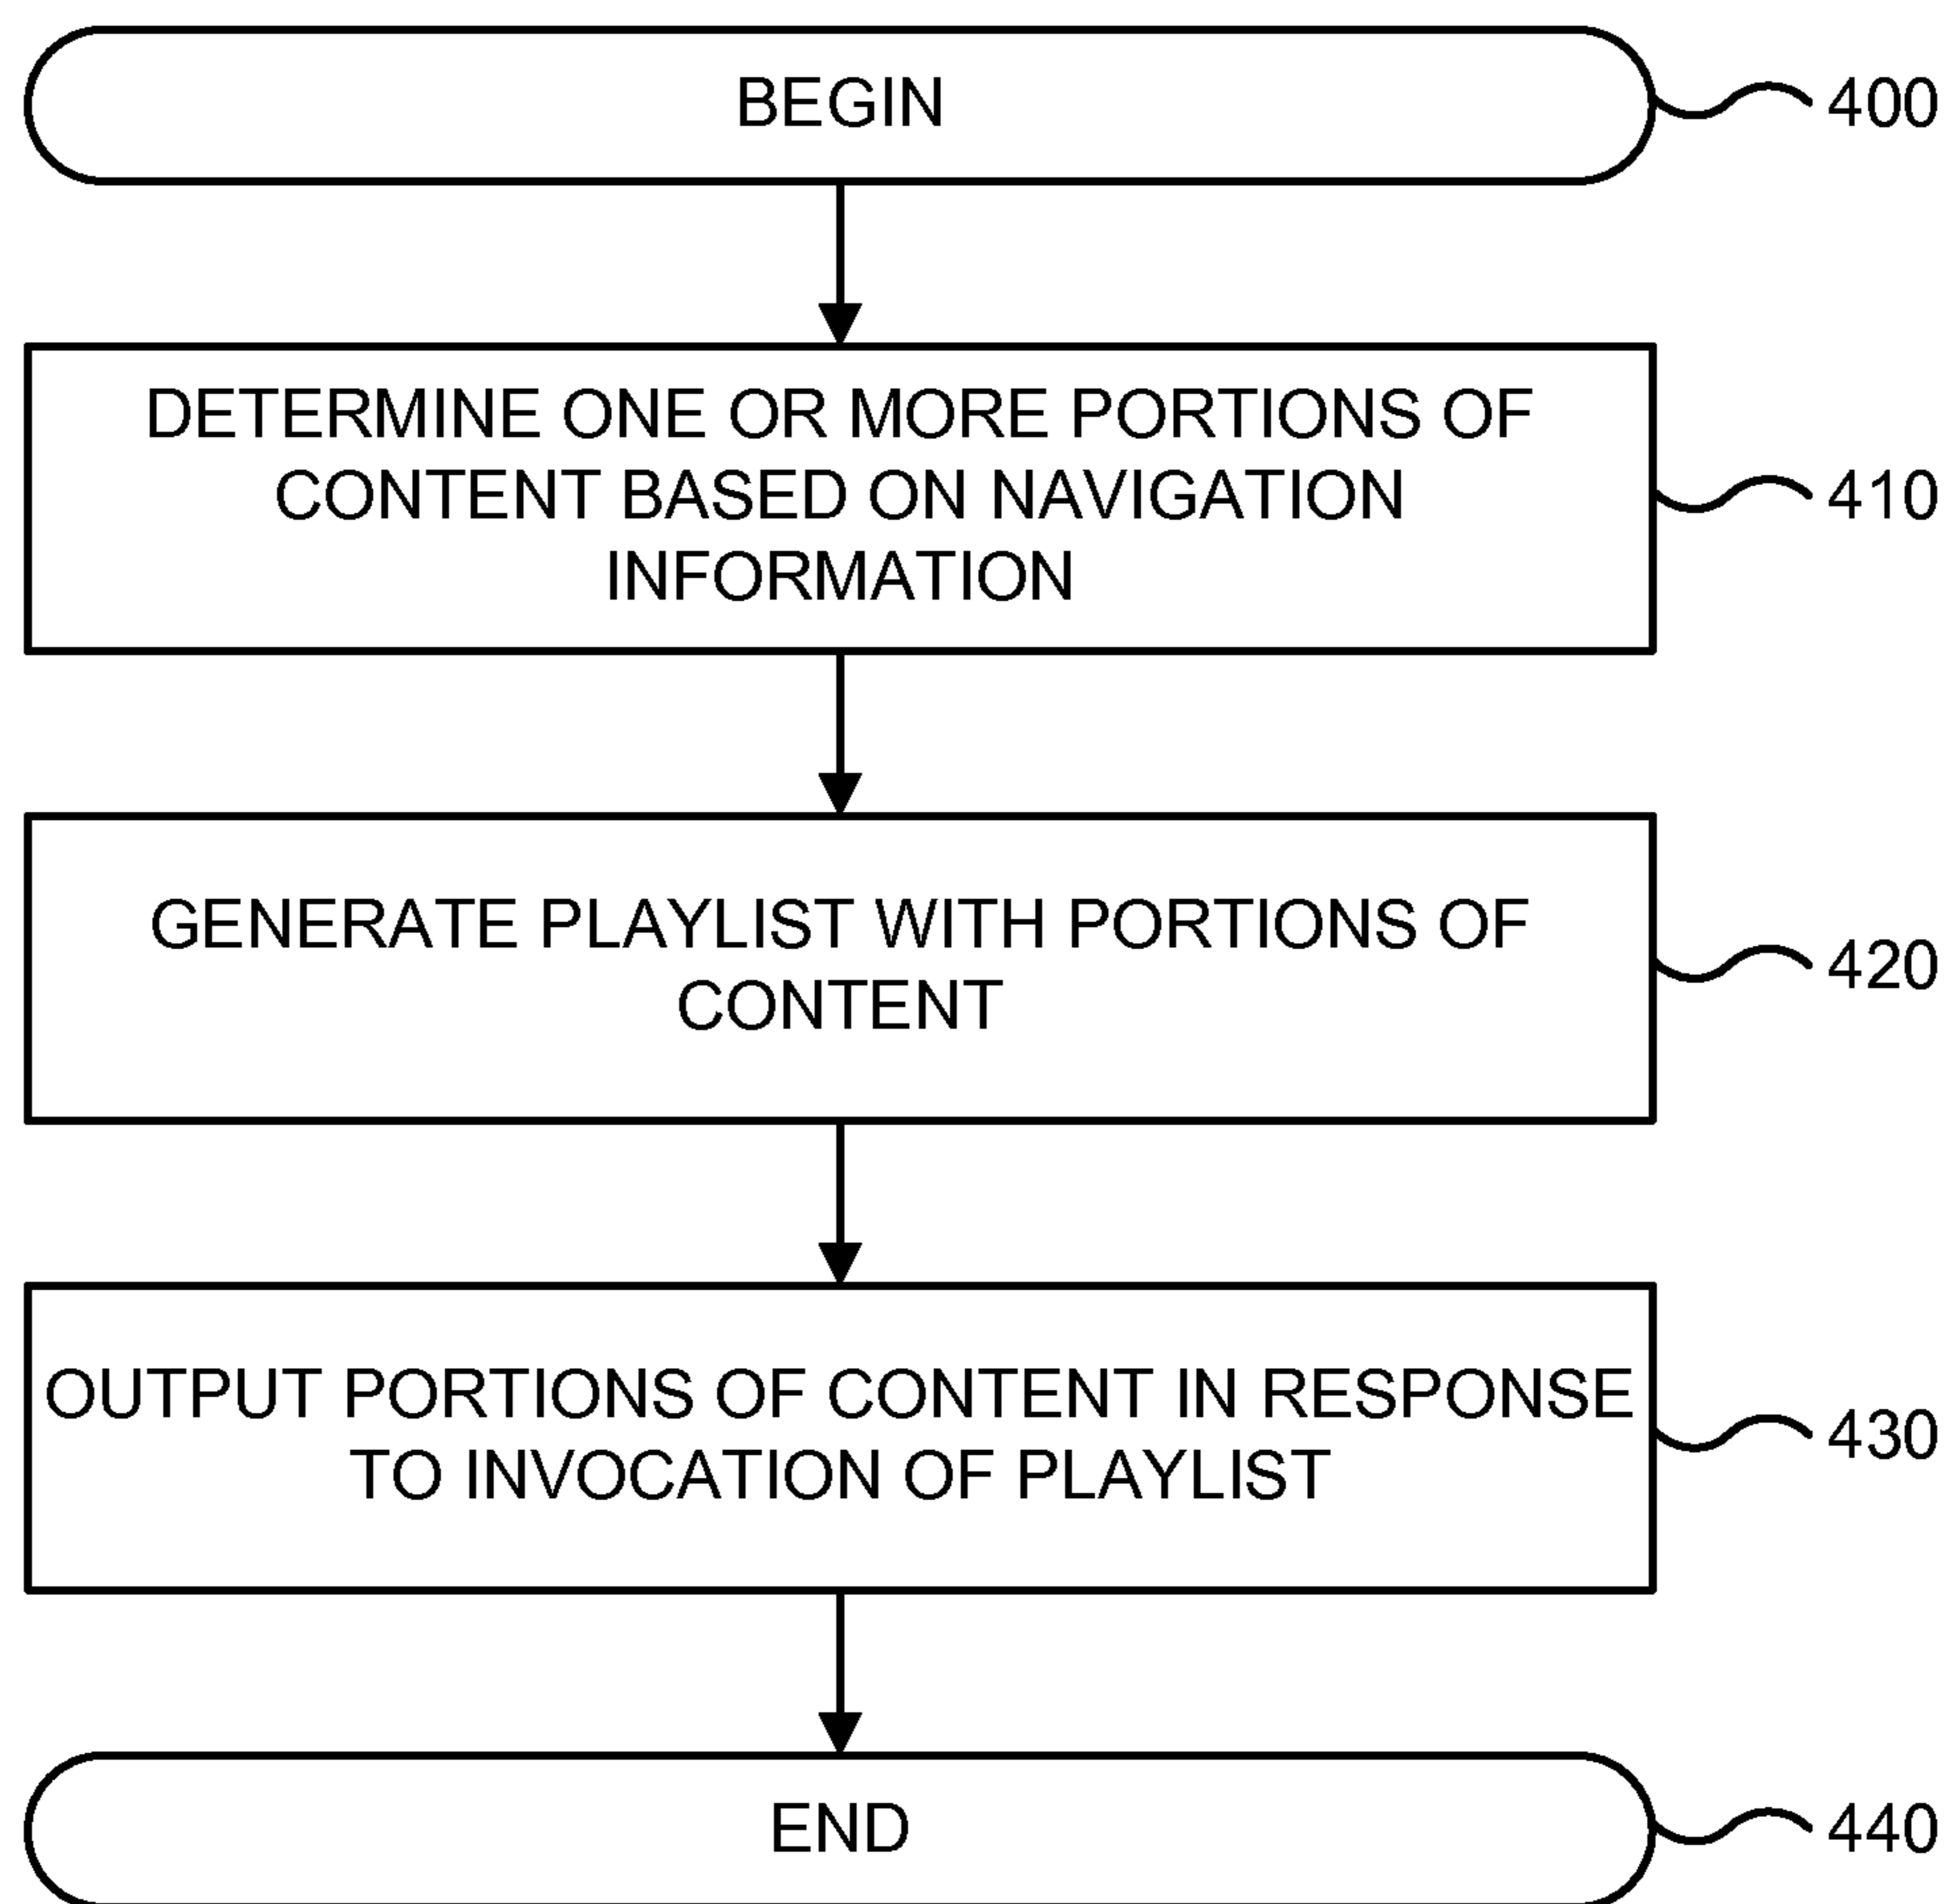 BEGIN
400
DETERMINE ONE OR MORE PORTIONS OF
CONTENT BASED ON NAVIGATION
INFORMATION
410
GENERATE PLAYLIST WITH PORTIONS OF
CONTENT
420
OUTPUT PORTIONS OF CONTENT IN RESPONSE
TO INVOCATION OF PLAYLIST
430
END
440